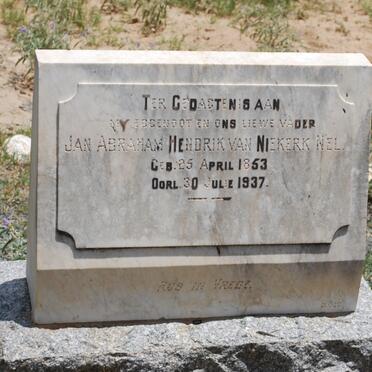 TER GEDAGTENIS AAN
MY EGGENOOT EN ONS LIEWE VADER
JAN ABRAHAM HENDRIK VAN NIEKERK NEL.
GEB. 25 APRIL 1853
OORL. 30 JULIE 1937.
RUS IN VREDE.